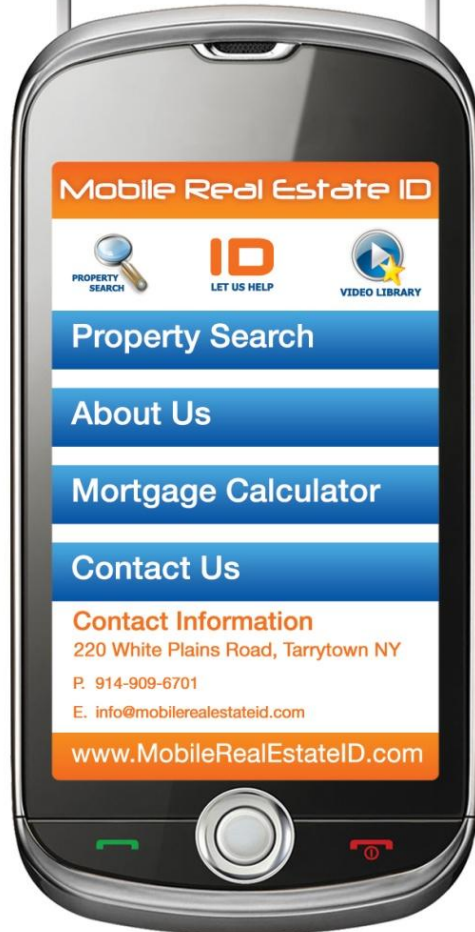 Mobile Real Estate ID
PROPERTY
SEARCH
ID
LET US HELP
VIDEO LIBRARY
Property Search
About Us
Mortgage Calculator
Contact Us
Contact Information
220 White Plains Road, Tarrytown NY
P. 914-909-6701
E. info@mobilerealestateid.com
www.MobileRealEstateID.com